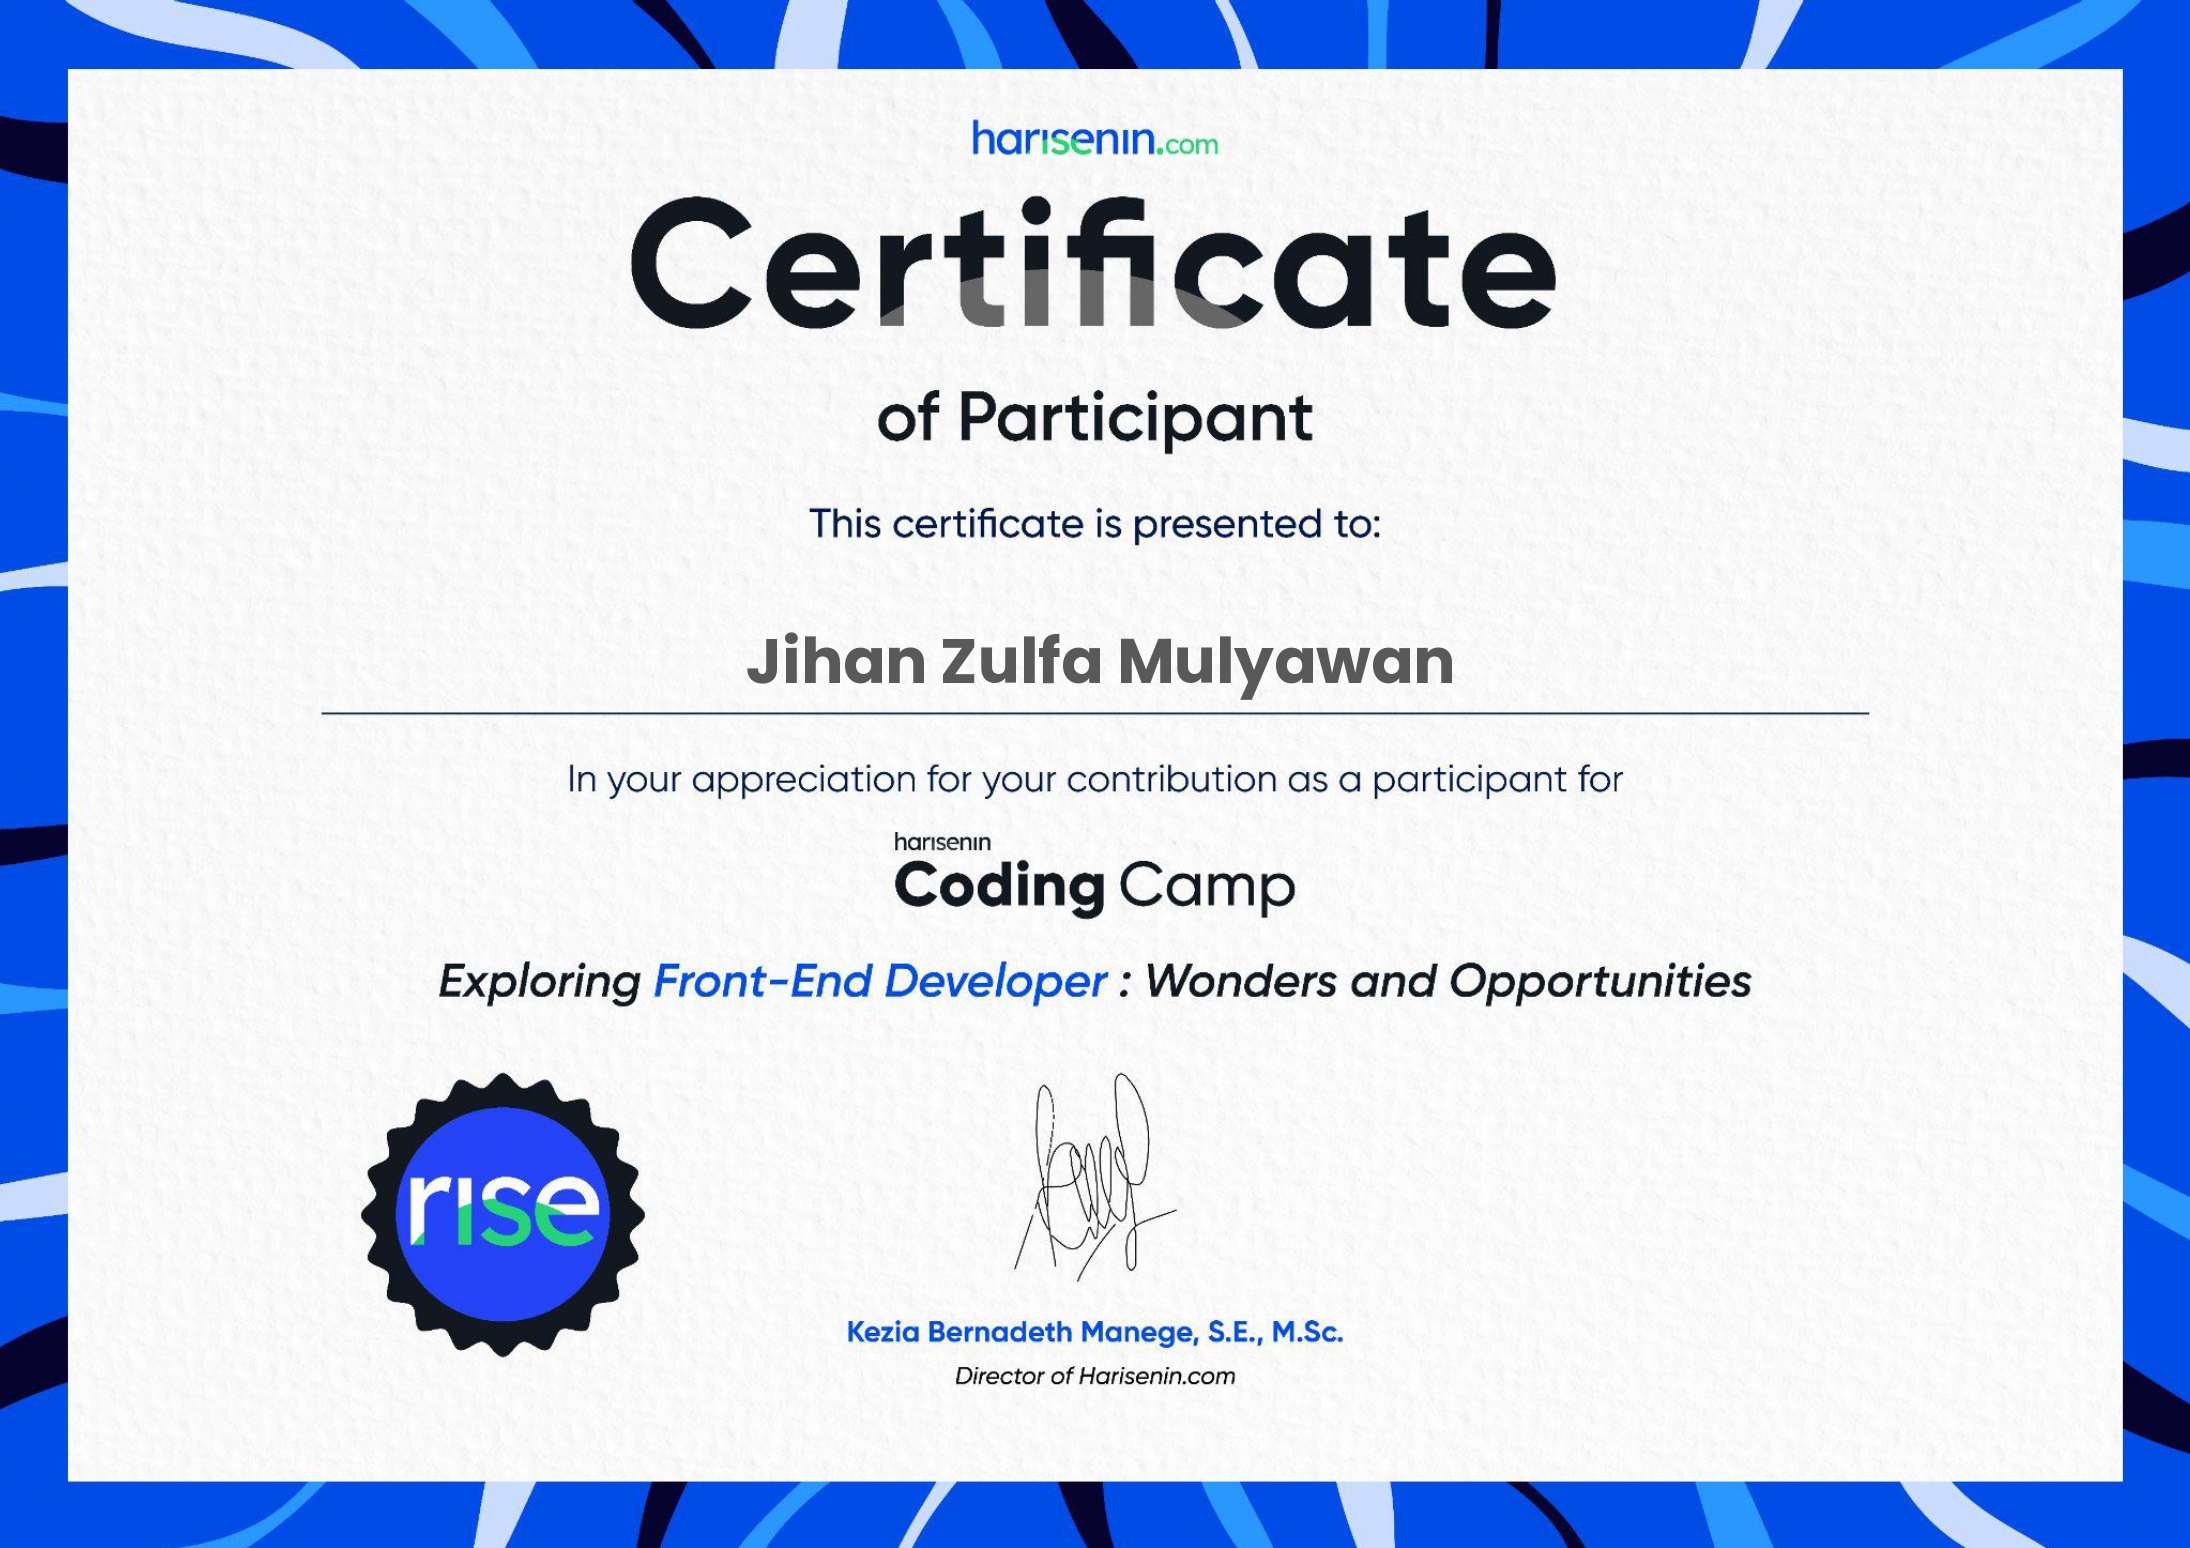 harisenin.com
Certificate
of Participant
This certificate is presented to:
Jihan Zulfa Mulyawan
In your appreciation for your contribution as a participant for
harisenin
Coding Camp
Exploring Front-End Developer : Wonders and Opportunities
rise
Kezia Bernadeth Manege, S.E., M.Sc.
Director of Harisenin.com